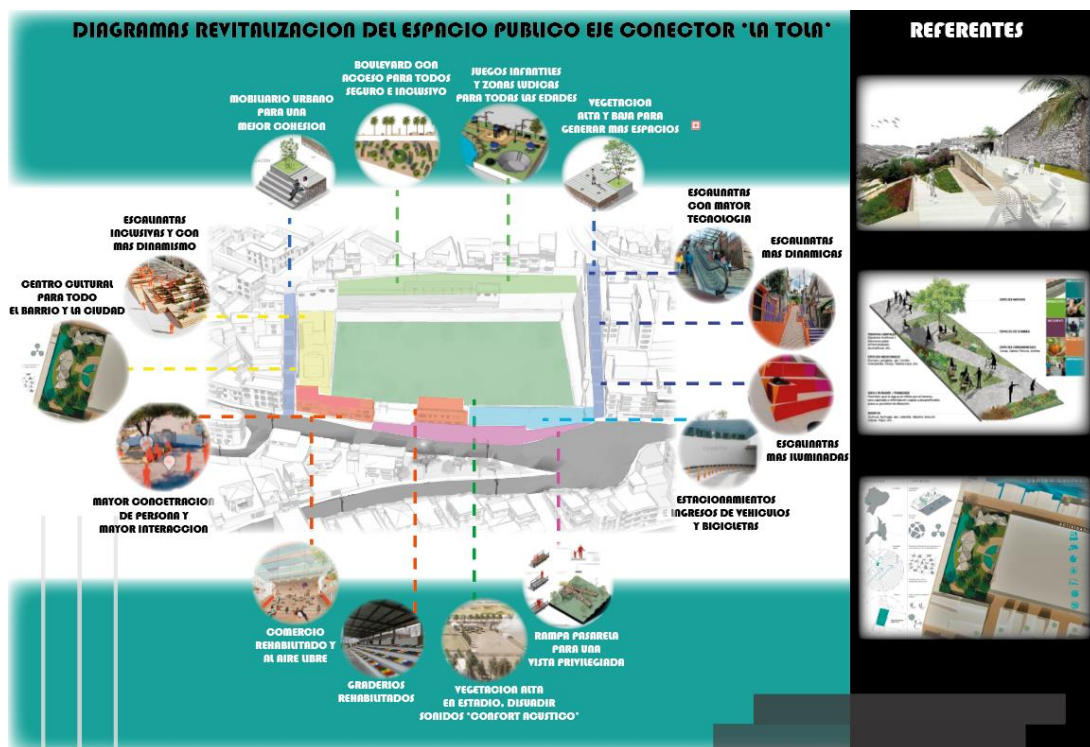 DIAGRAMAS REVITALIZACION DEL ESPACIO PUBLICO EJE CONECTOR "LA TOLA"
REFERENTES
BOULEVARD CON
ACCESO PARA TODOS
SEGURO E INCLUSIVO
JUEGOS INFANTILES
Y ZONAS LUDICAS
PARA TODAS LAS EDADES
MOBILIARIO URBANO
PARA UNA
MEJOR COHESION
VEGETACION
ALTA Y BAJA PARA
GENERAR MAS ESPACIOS
ESCALINATAS
CON MAYOR
TECNOLOGIA
ESCALINATAS
INCLUSIVAS Y CON
MAS DINAMISMO
ESCALINATAS
MAS DINAMICAS
CENTRO CULTURAL
PARA TODO
EL BARRIO Y LA CIUDAD
ESCALINATAS
MAS ILUMINADAS
MAYOR CONCETRACION
DE PERSONA Y
MAYOR INTERACCION
ESTACIONAMIENTOS
E INGRESOS DE VEHICULOS
Y BICICLETAS
COMERCIO
REHABILITADO Y
AL AIRE LIBRE
GRADERIOS
REHABILITADOS
VEGETACION ALTA
EN ESTADIO, DISUADIR
SONIDOS "CONFORT ACUSTICO"
RAMPA PASARELA
PARA UNA
VISTA PRIVILEGIADA